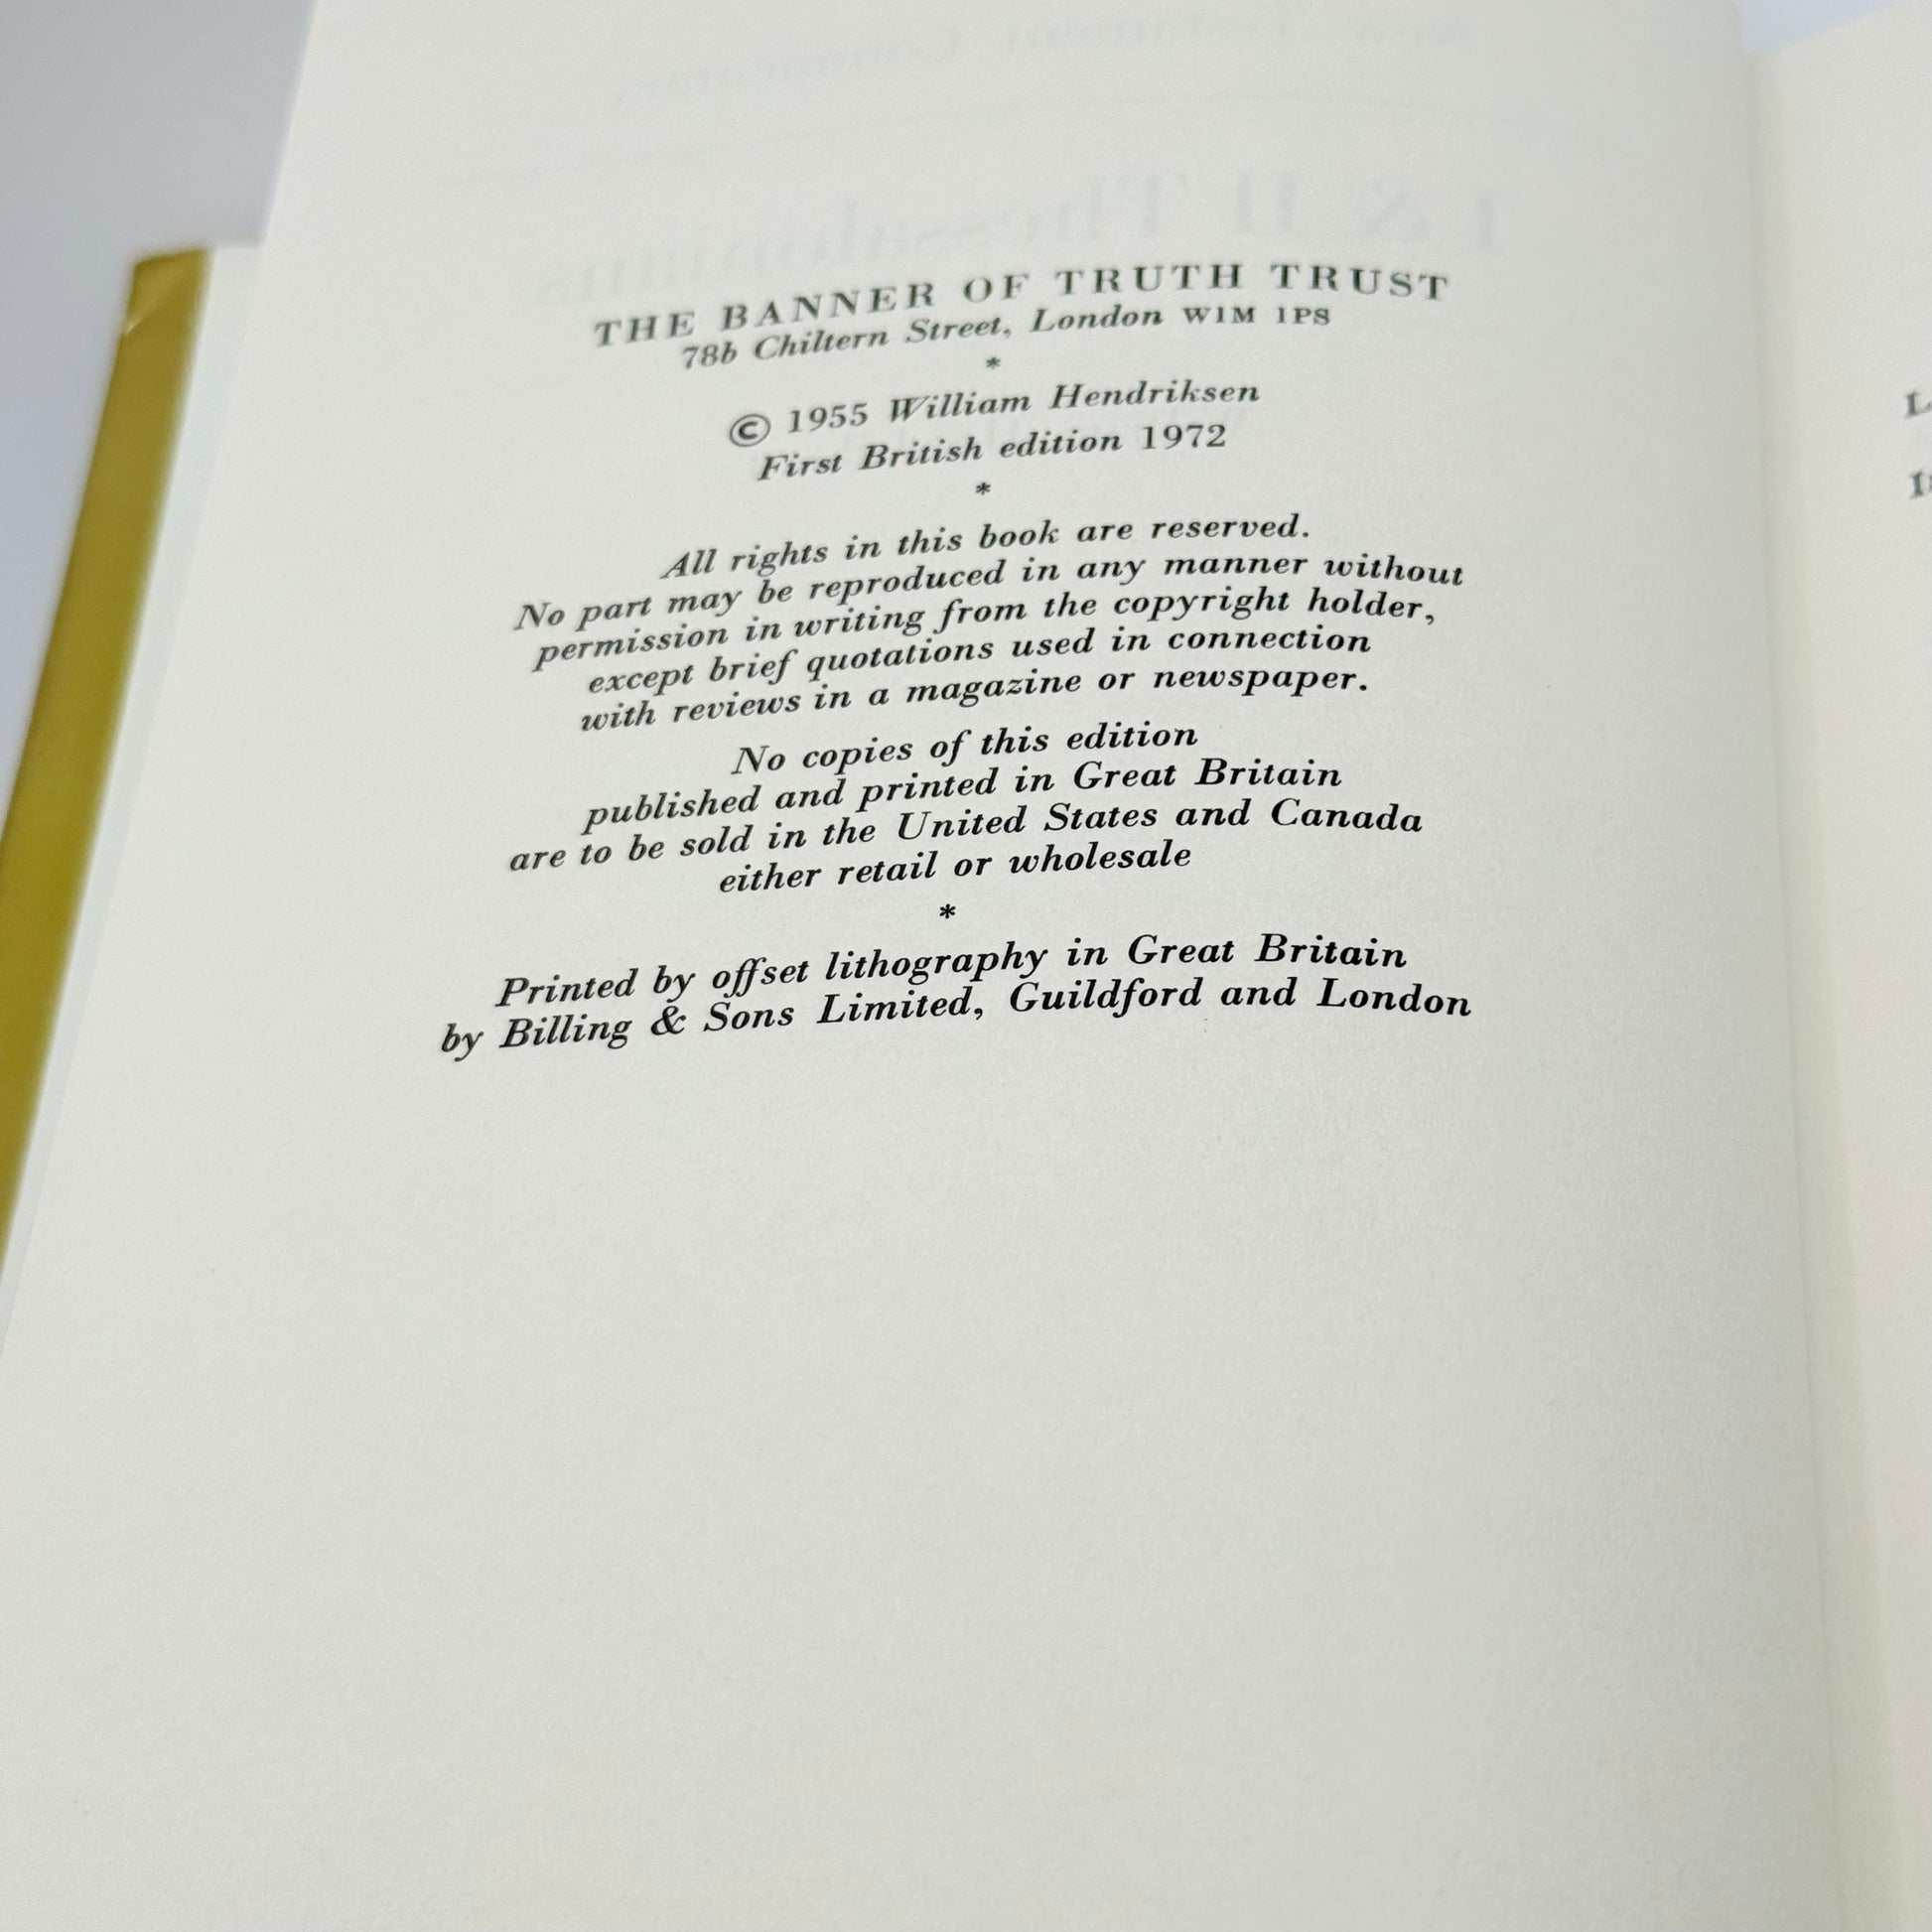 THE BANNER OF TRUTH TRUST
78b Chiltern Street, London W1M 1PS
*
© 1955 William Hendriksen
First British edition 1972
*
All rights in this book are reserved.
No part may be reproduced in any manner without
permission in writing from the copyright holder,
except brief quotations used in connection
with reviews in a magazine or newspaper.
No copies of this edition
published and printed in Great Britain
are to be sold in the United States and Canada
either retail or wholesale
*
Printed by offset lithography in Great Britain
by Billing & Sons Limited, Guildford and London